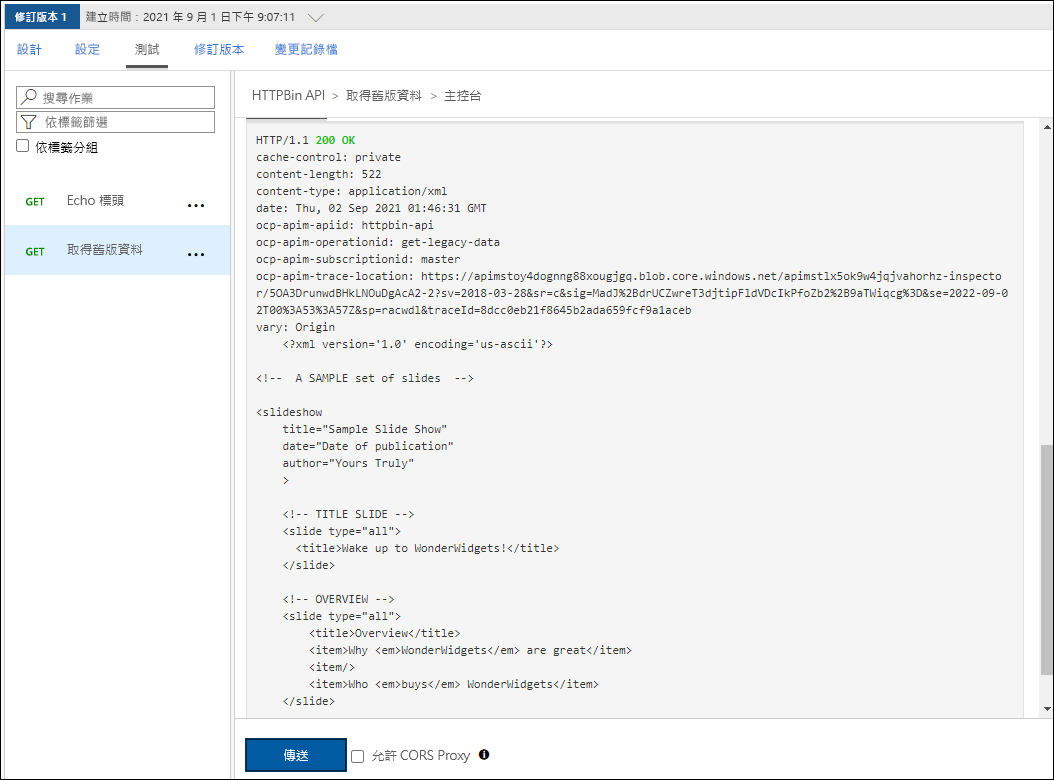 修訂版本 1 建立時間：2021 年 9 月 1 日下午 9:07:11
設計 設定 測試 修訂版本 變更記錄檔
搜尋作業
依標籤篩選
依標籤分組
GET Echo 標頭 ...
GET 取得舊版資料 ...
HTTPBin API > 取得舊版資料 > 主控台
HTTP/1.1 200 OK
cache-control: private
content-length: 522
content-type: application/xml
date: Thu, 02 Sep 2021 01:46:31 GMT
ocp-apim-apiid: httpbin-api
ocp-apim-operationid: get-legacy-data
ocp-apim-subscriptionid: master
ocp-apim-trace-location: https://apimstoy4dognng88xougjgq.blob.core.windows.net/apimstlx5ok9w4jqjvahorhz-inspecto
r/5OA3DrunwdBHkLNOuDgAcA2-2?sv=2018-03-28&sr=c&sig=MadJ%2BdrUCZwreT3djtipFldVDcIkPfoZb2%2B9aTWiqcg%3D&se=2022-09-0
2T00%3A53%3A57Z&sp=racwdl&traceId=8dcc0eb21f8645b2ada659fcf9a1aceb
vary: Origin
<?xml version='1.0' encoding='us-ascii'?>
<!--  A SAMPLE set of slides  -->
<slideshow
title="Sample Slide Show"
date="Date of publication"
author="Yours Truly"
>
<!-- TITLE SLIDE -->
<slide type="all">
<title>Wake up to WonderWidgets!</title>
</slide>
<!-- OVERVIEW -->
<slide type="all">
<title>Overview</title>
<item>Why <em>WonderWidgets</em> are great</item>
<item/>
<item>Who <em>buys</em> WonderWidgets</item>
</slide>
傳送 允許 CORS Proxy